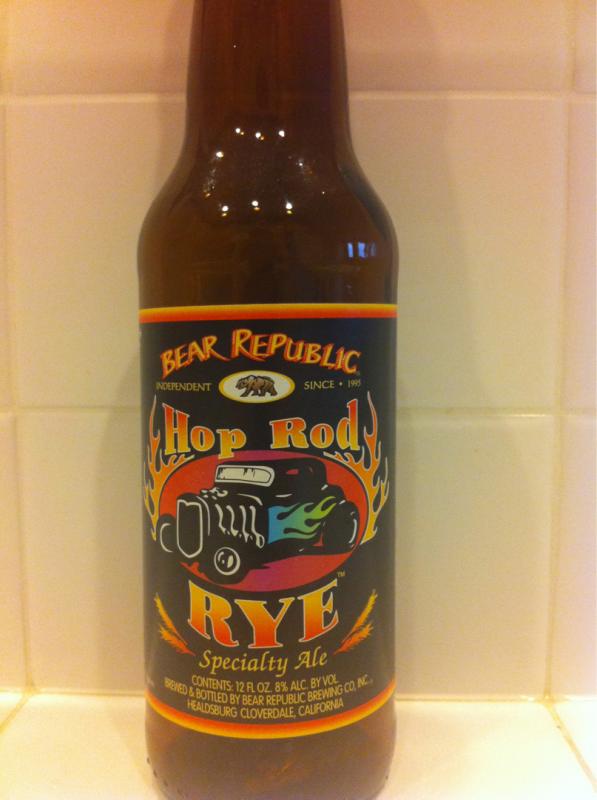 BEAR REPUBLIC
INDEPENDENT SINCE • 1995
Hop Rod
RYE™
Specialty Ale
CONTENTS: 12 FL OZ. 8% ALC. BY VOL
BREWED & BOTTLED BY BEAR REPUBLIC BREWING CO, INC.
HEALDSBURG CLOVERDALE, CALIFORNIA